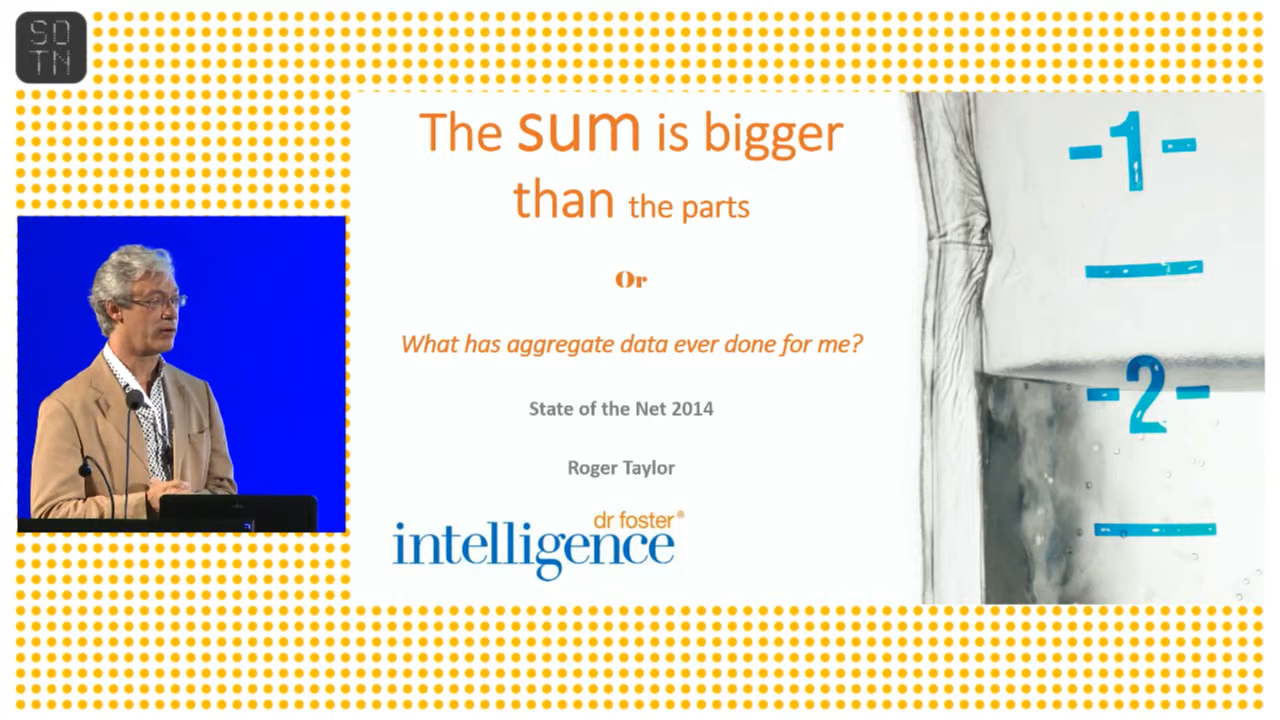 SO
TN
The sum is bigger
than the parts
Or
What has aggregate data ever done for me?
State of the Net 2014
Roger Taylor
dr foster®
intelligence
-1-
-2-